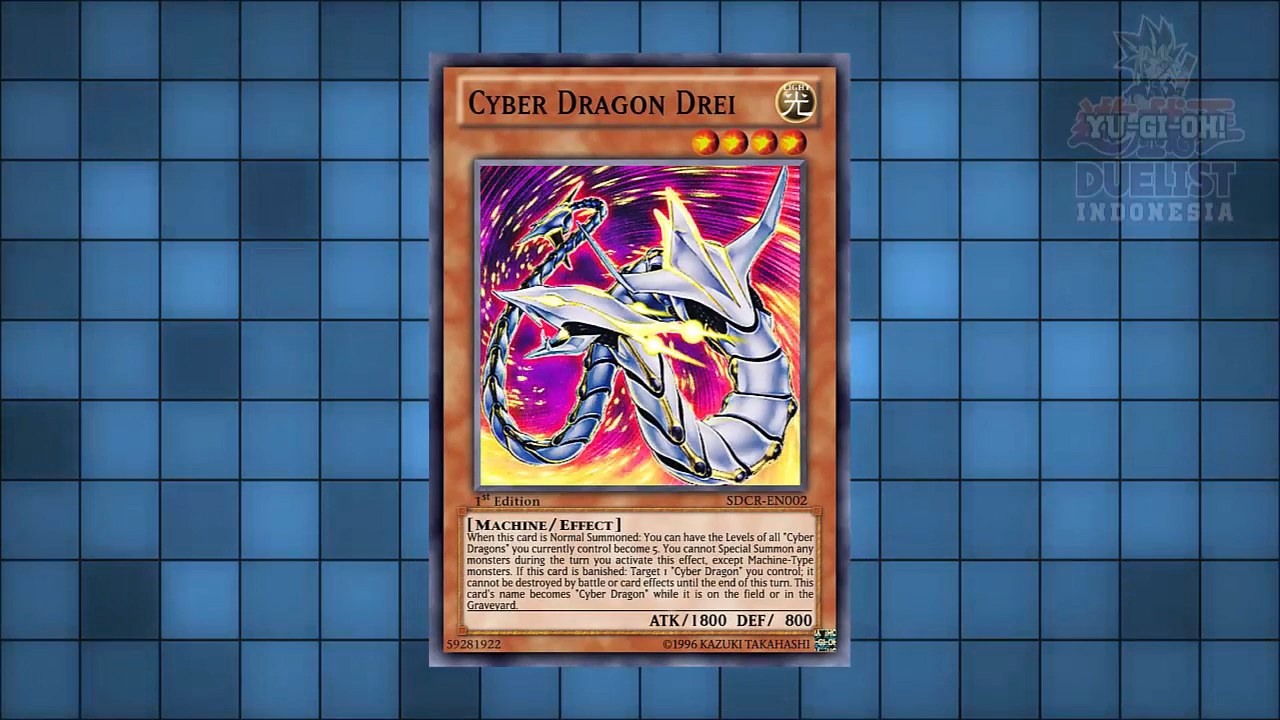 CYBER DRAGON DREI
LIGHT
光
YU-GI-OH!
DUELIST
INDONESIA
1st Edition
SDCR-EN002
[MACHINE/EFFECT]
When this card is Normal Summoned: You can have the Levels of all "Cyber
Dragons" you currently control become 5. You cannot Special Summon any
monsters during the turn you activate this effect, except Machine-Type
monsters. If this card is banished: Target 1 "Cyber Dragon" you control; it
cannot be destroyed by battle or card effects until the end of this turn. This
card's name becomes "Cyber Dragon" while it is on the field or in the
Graveyard.
ATK/1800 DEF/ 800
59281922
©1996 KAZUKI TAKAHASHI